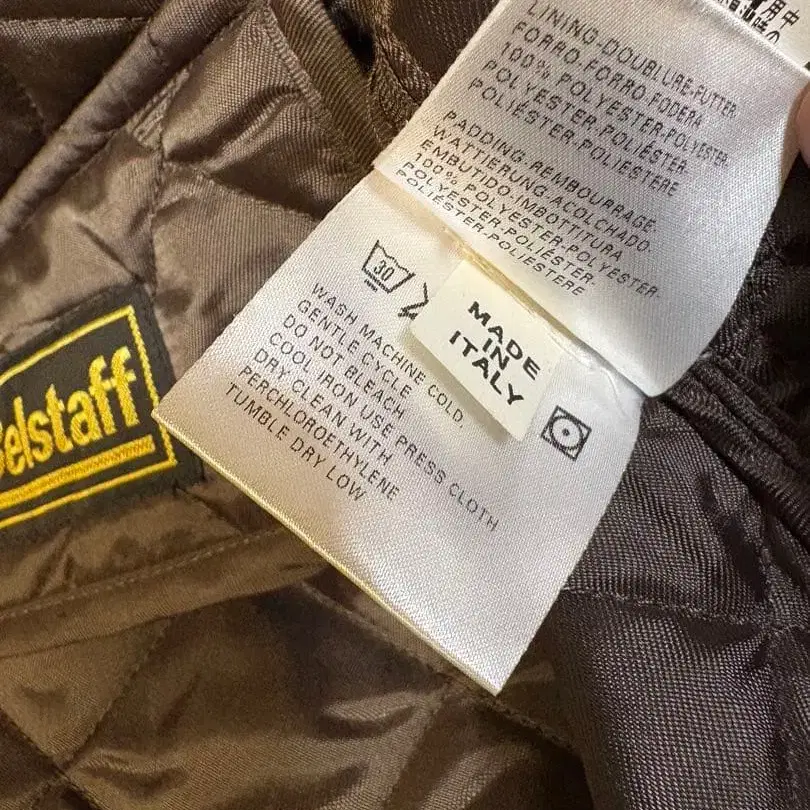 LINING-DOUBLURE-FUTTER
FORRO-FORRO-FODERA
100% POLYESTER-POLYESTER
POLYESTER-POLIÉSTER-
POLIÉSTER-POLIESTERE
PADDING REMBOURRAGE-
WATTIERUNG-ACOLCHADO-
EMBUTIDO-IMBOTTITURA
100% POLYESTER-POLYESTER-
POLYESTER-POLIÉSTER-
POLIÉSTER-POLIESTERE
30
MADE
IN
ITALY
WASH MACHINE COLD,
GENTLE CYCLE
DO NOT BLEACH
COOL IRON USE PRESS CLOTH
DRY CLEAN WITH
PERCHLOROETHYLENE
TUMBLE DRY LOW
Belstaff